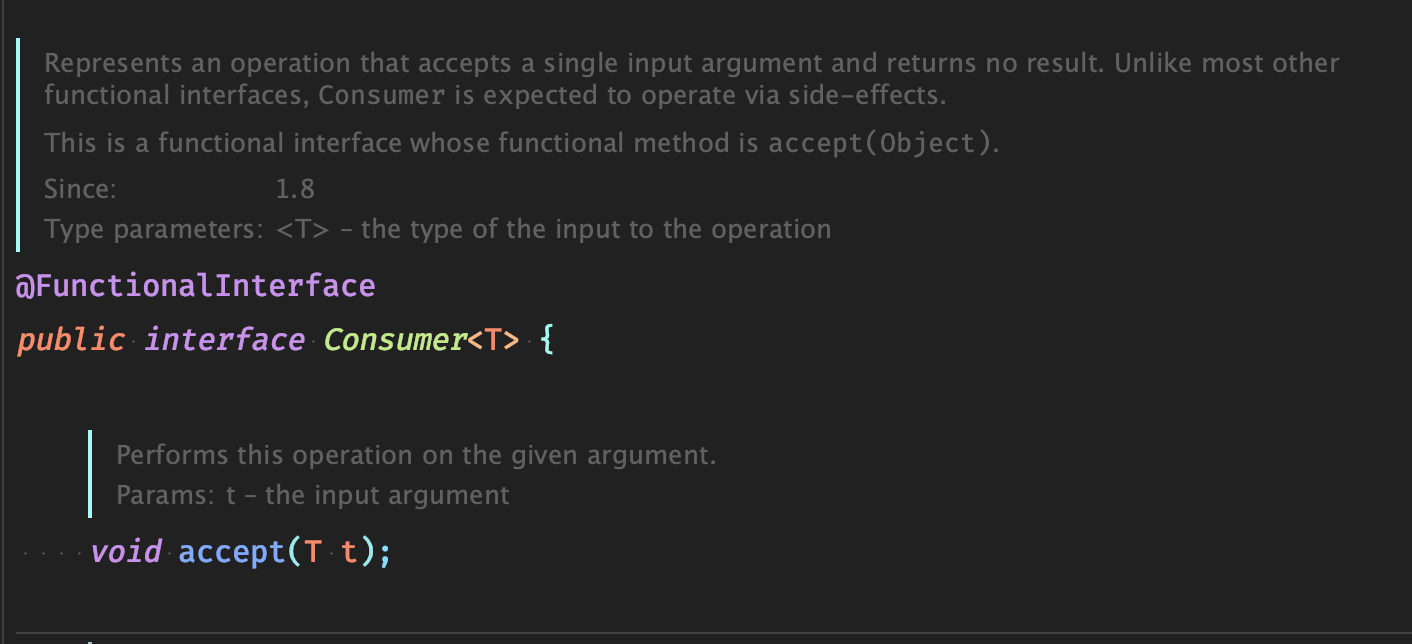 Represents an operation that accepts a single input argument and returns no result. Unlike most other
functional interfaces, Consumer is expected to operate via side-effects.
This is a functional interface whose functional method is accept(Object).
Since: 1.8
Type parameters: <T> – the type of the input to the operation
@FunctionalInterface
public interface Consumer<T> {
Performs this operation on the given argument.
Params: t – the input argument
void accept(T t);